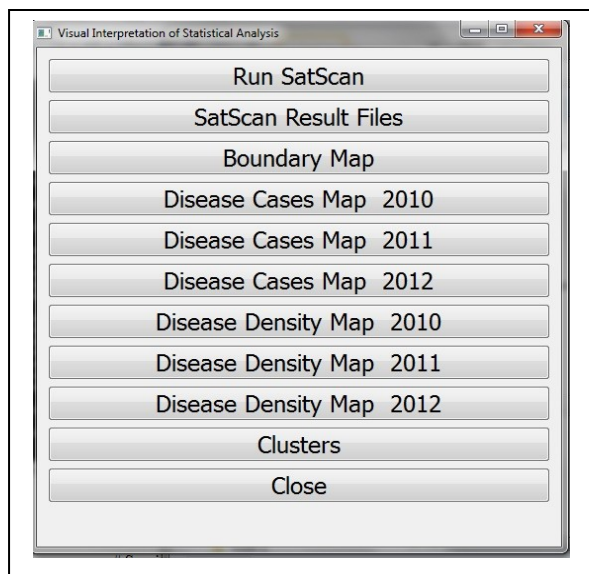 Visual Interpretation of Statistical Analysis
Run SatScan
SatScan Result Files
Boundary Map
Disease Cases Map 2010
Disease Cases Map 2011
Disease Cases Map 2012
Disease Density Map 2010
Disease Density Map 2011
Disease Density Map 2012
Clusters
Close